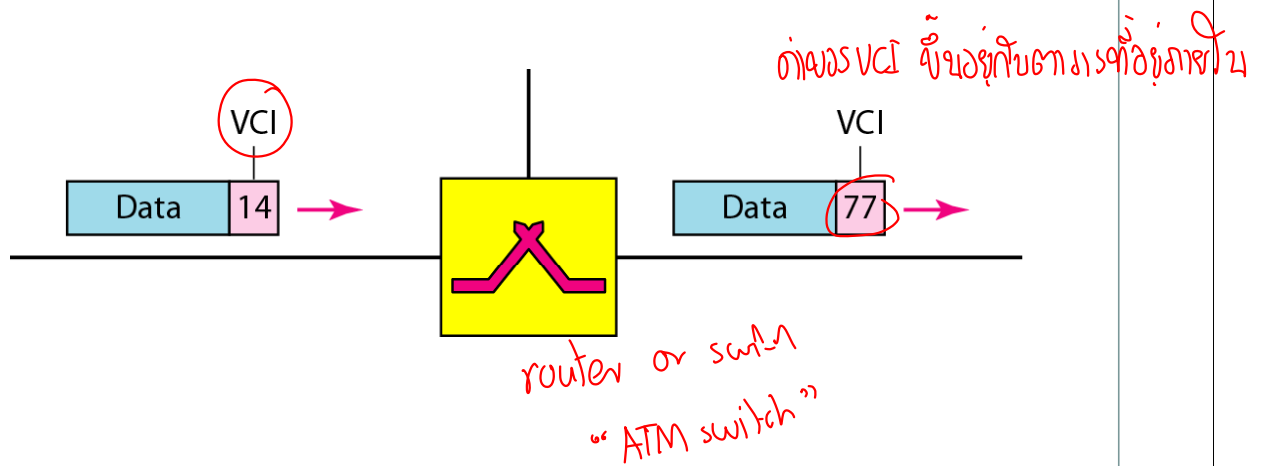 ค่าของ VCI ขึ้นอยู่กับตารางที่อยู่ภายใน
VCI
VCI
Data 14
Data 77
router or switch
“ATM switch”